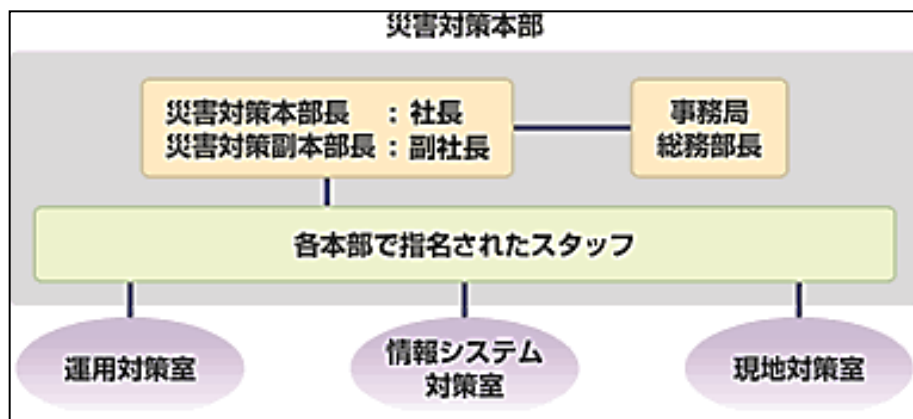 災害対策本部
災害対策本部長 : 社長
災害対策副本部長 : 副社長
事務局
総務部長
各本部で指名されたスタッフ
運用対策室
情報システム
対策室
現地対策室